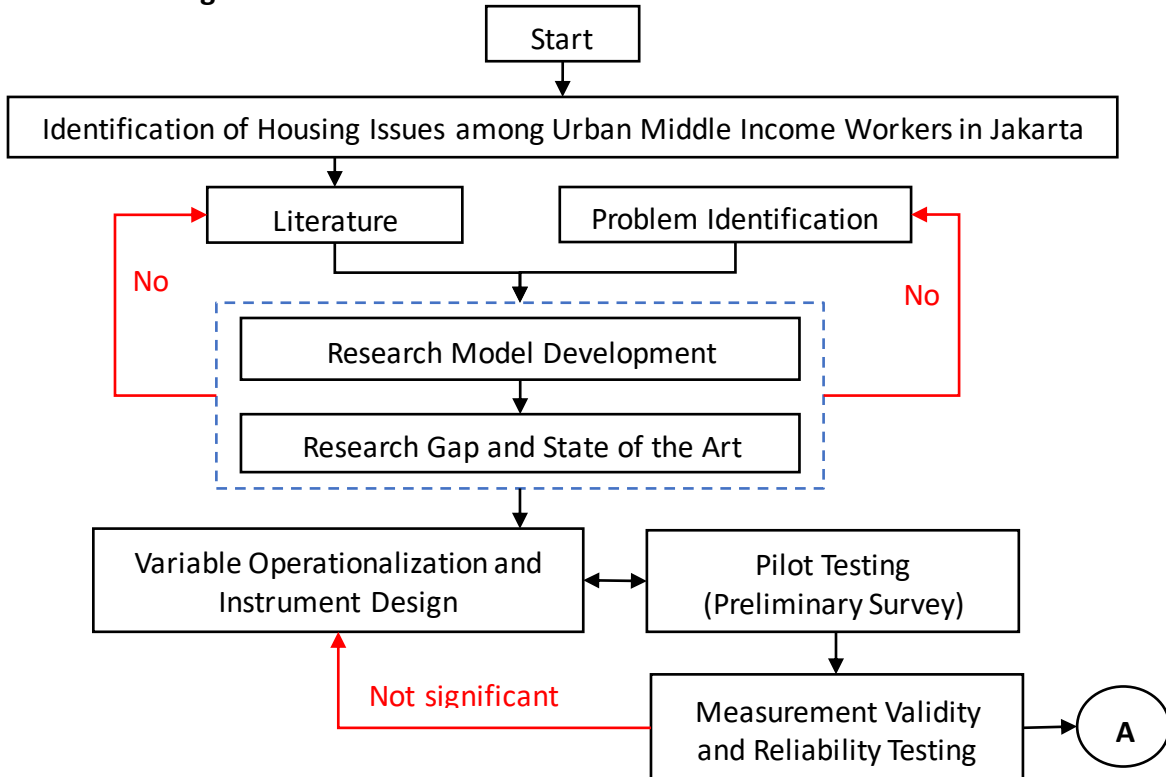 Start
Identification of Housing Issues among Urban Middle Income Workers in Jakarta
Literature
Problem Identification
No
No
Research Model Development
Research Gap and State of the Art
Variable Operationalization and
Instrument Design
Pilot Testing
(Preliminary Survey)
Not significant
Measurement Validity
and Reliability Testing
A